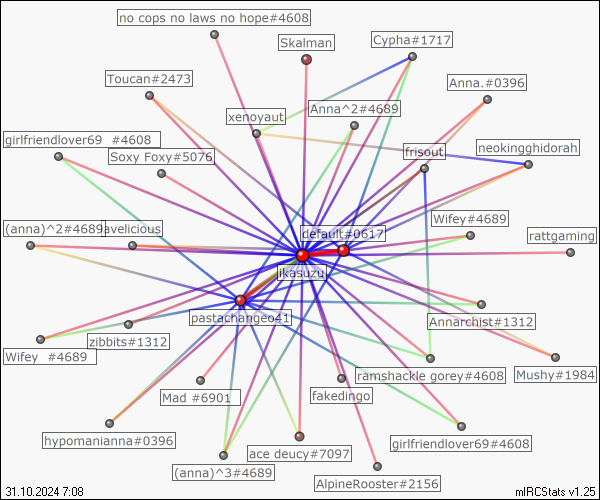 no cops no laws no hope#4608
Skalman
Cypha#1717
Toucan#2473
Anna.#0396
xenoyaut
Anna^2#4689
girlfriendlover69 #4608
Soxy Foxy#5076
frisout
neokingghidorah
Wifey#4689
(anna)^2#4689
avelicious
default#0617
rattgaming
ikasuzu
pastachangeo41
Annarchist#1312
zibbits#1312
Wifey #4689
ramshackle gorey#4608
Mushy#1984
Mad #6901
fakedingo
hypomanianna#0396
ace deucy#7097
girlfriendlover69#4608
(anna)^3#4689
AlpineRooster#2156
31.10.2024 7:08
mIRCStats v1.25